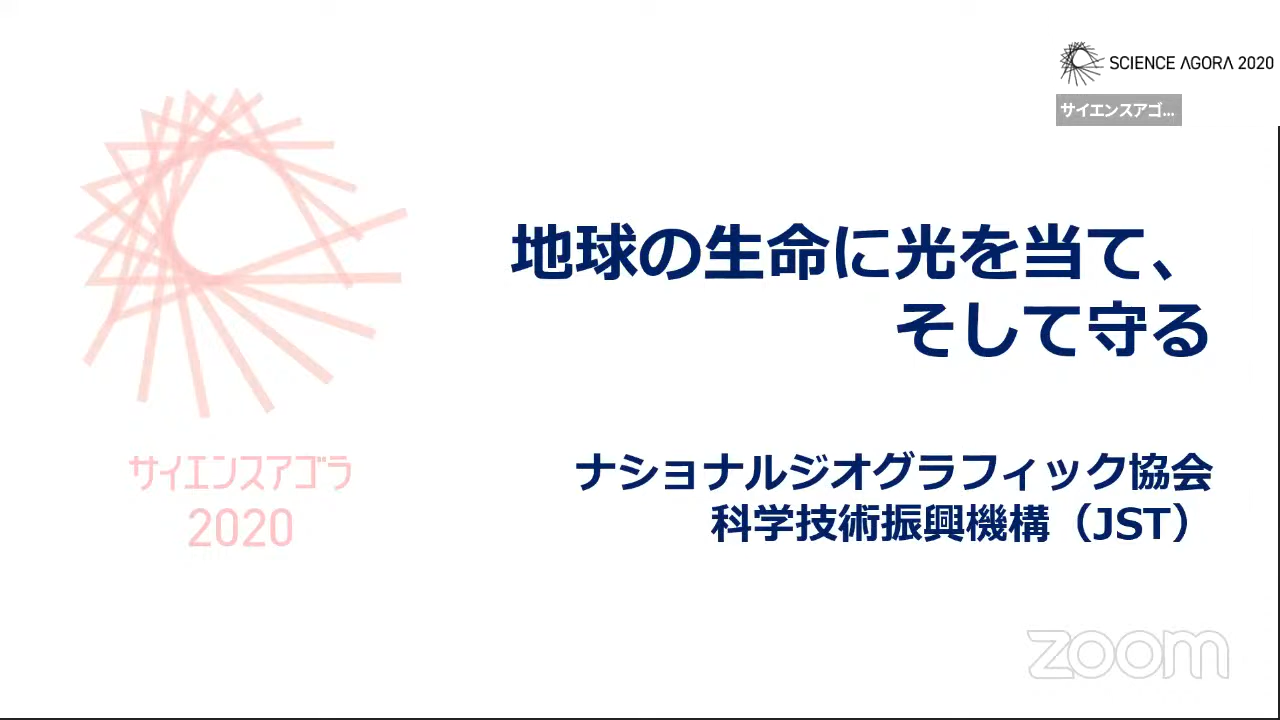 SCIENCE AGORA 2020
サイエンスアゴ...
地球の生命に光を当て、
そして守る
サイエンスアゴラ
2020
ナショナルジオグラフィック協会
科学技術振興機構（JST）
zoom